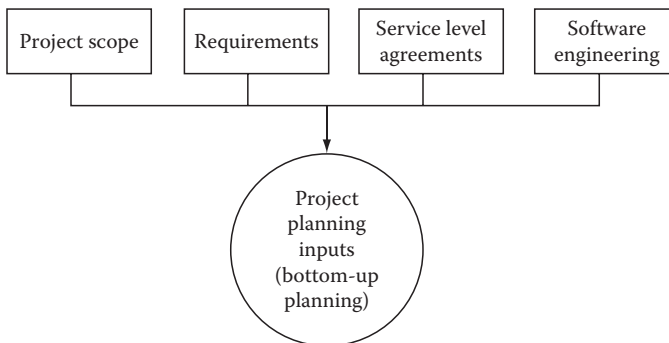 Project scope
Requirements
Service level
agreements
Software
engineering
Project
planning
inputs
(bottom-up
planning)